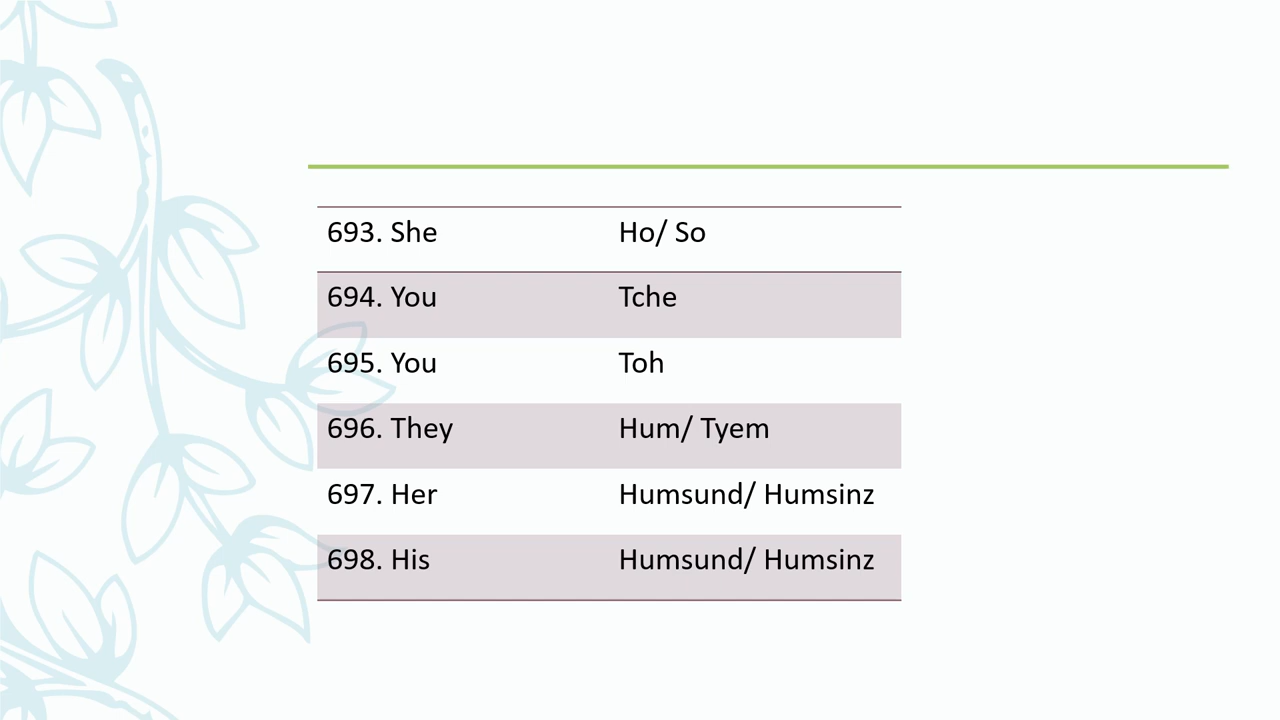 693. She Ho/ So
694. You Tche
695. You Toh
696. They Hum/ Tyem
697. Her Humsund/ Humsinz
698. His Humsund/ Humsinz